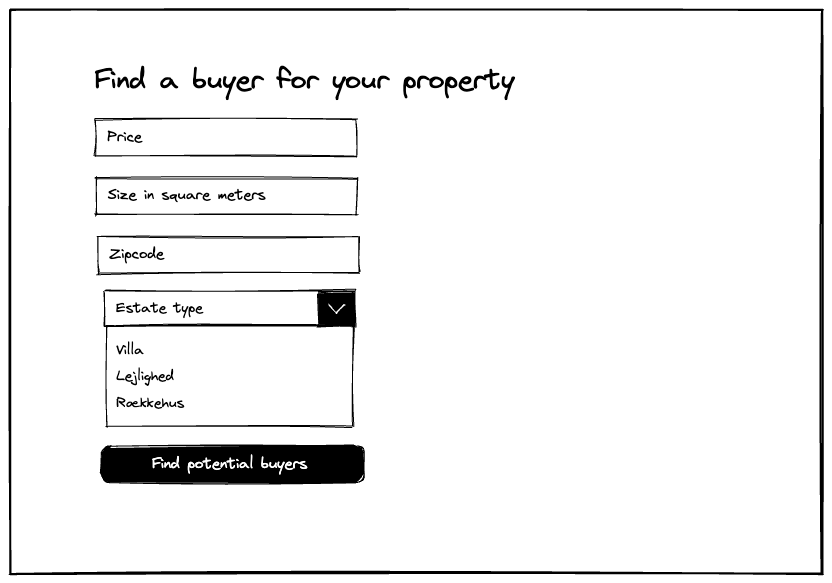 Find a buyer for your property
Price
Size in square meters
Zipcode
Estate type
Villa
Lejlighed
Raekkehus
Find potential buyers